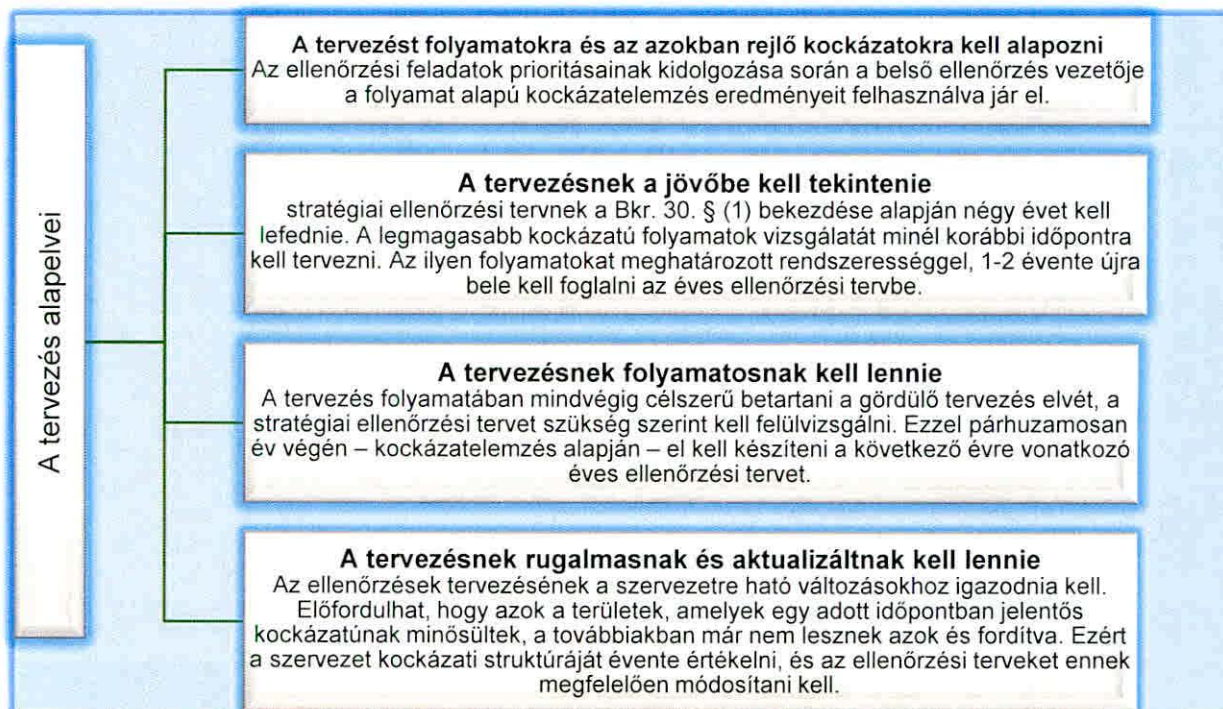 A tervezés alapelvei
A tervezést folyamatokra és az azokban rejlő kockázatokra kell alapozni
Az ellenőrzési feladatok prioritásainak kidolgozása során a belső ellenőrzés vezetője
a folyamat alapú kockázatelemzés eredményeit felhasználva jár el.
A tervezésnek a jövőbe kell tekintenie
stratégiai ellenőrzési tervnek a Bkr. 30. § (1) bekezdése alapján négy évet kell
lefednie. A legmagasabb kockázatú folyamatok vizsgálatát minél korábbi időpontra
kell tervezni. Az ilyen folyamatokat meghatározott rendszerességgel, 1-2 évente újra
bele kell foglalni az éves ellenőrzési tervbe.
A tervezésnek folyamatosnak kell lennie
A tervezés folyamatában mindvégig célszerű betartani a gördülő tervezés elvét, a
stratégiai ellenőrzési tervet szükség szerint kell felülvizsgálni. Ezzel párhuzamosan
év végén – kockázatelemzés alapján – el kell készíteni a következő évre vonatkozó
éves ellenőrzési tervet.
A tervezésnek rugalmasnak és aktualizáltnak kell lennie
Az ellenőrzések tervezésének a szervezetre ható változásokhoz igazodnia kell.
Előfordulhat, hogy azok a területek, amelyek egy adott időpontban jelentős
kockázatúnak minősültek, a továbbiakban már nem lesznek azok és fordítva. Ezért
a szervezet kockázati struktúráját évente értékelni, és az ellenőrzési terveket ennek
megfelelően módosítani kell.